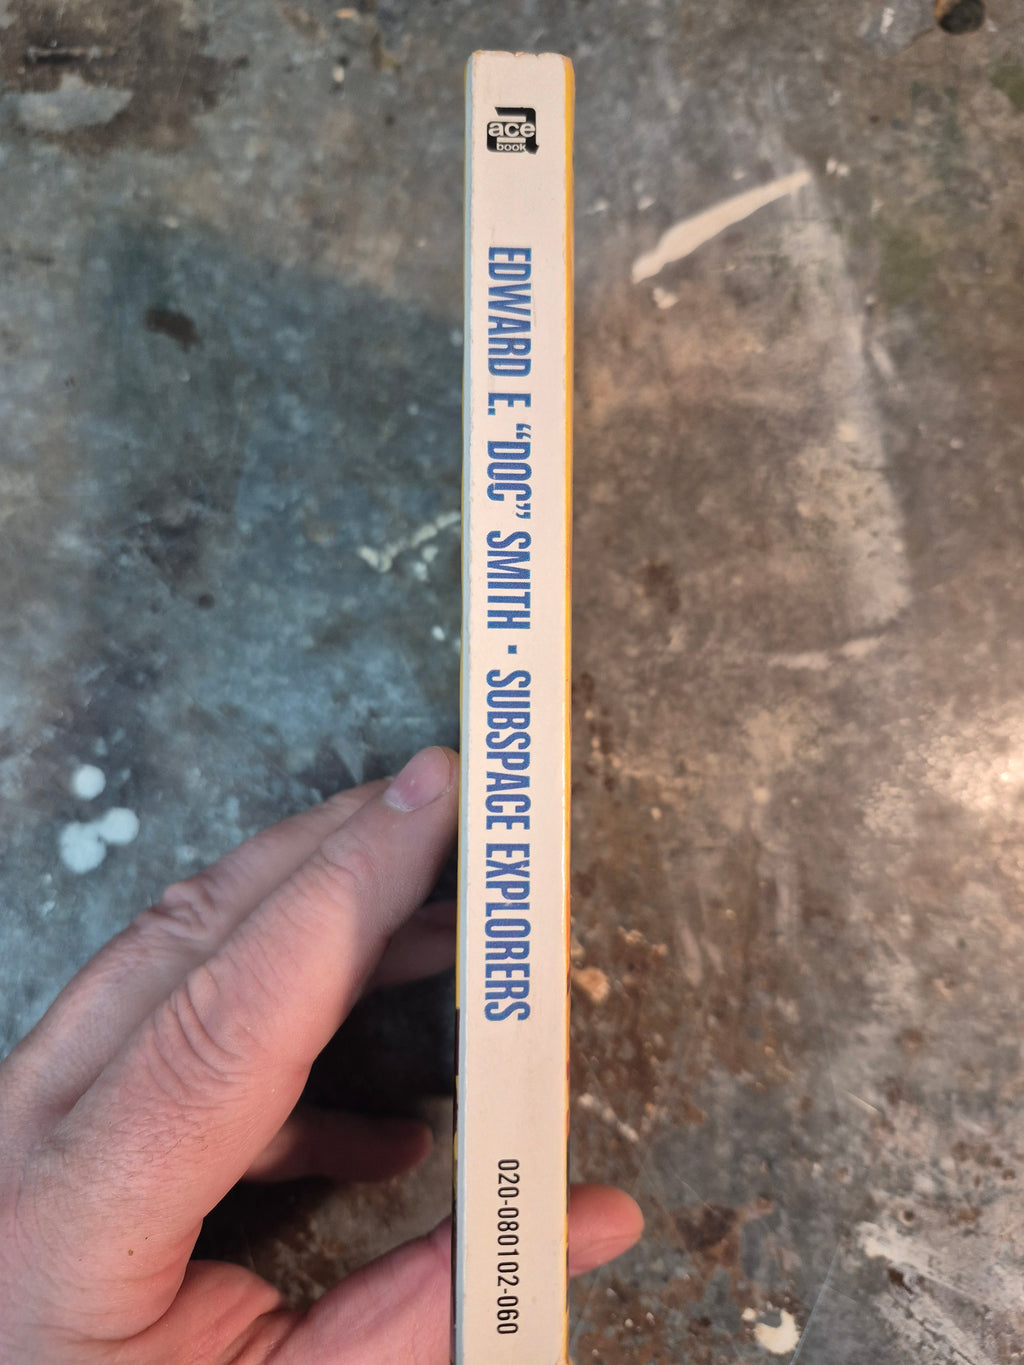 ace
book
EDWARD E. “DOC” SMITH · SUBSPACE EXPLORERS
020-080102-060